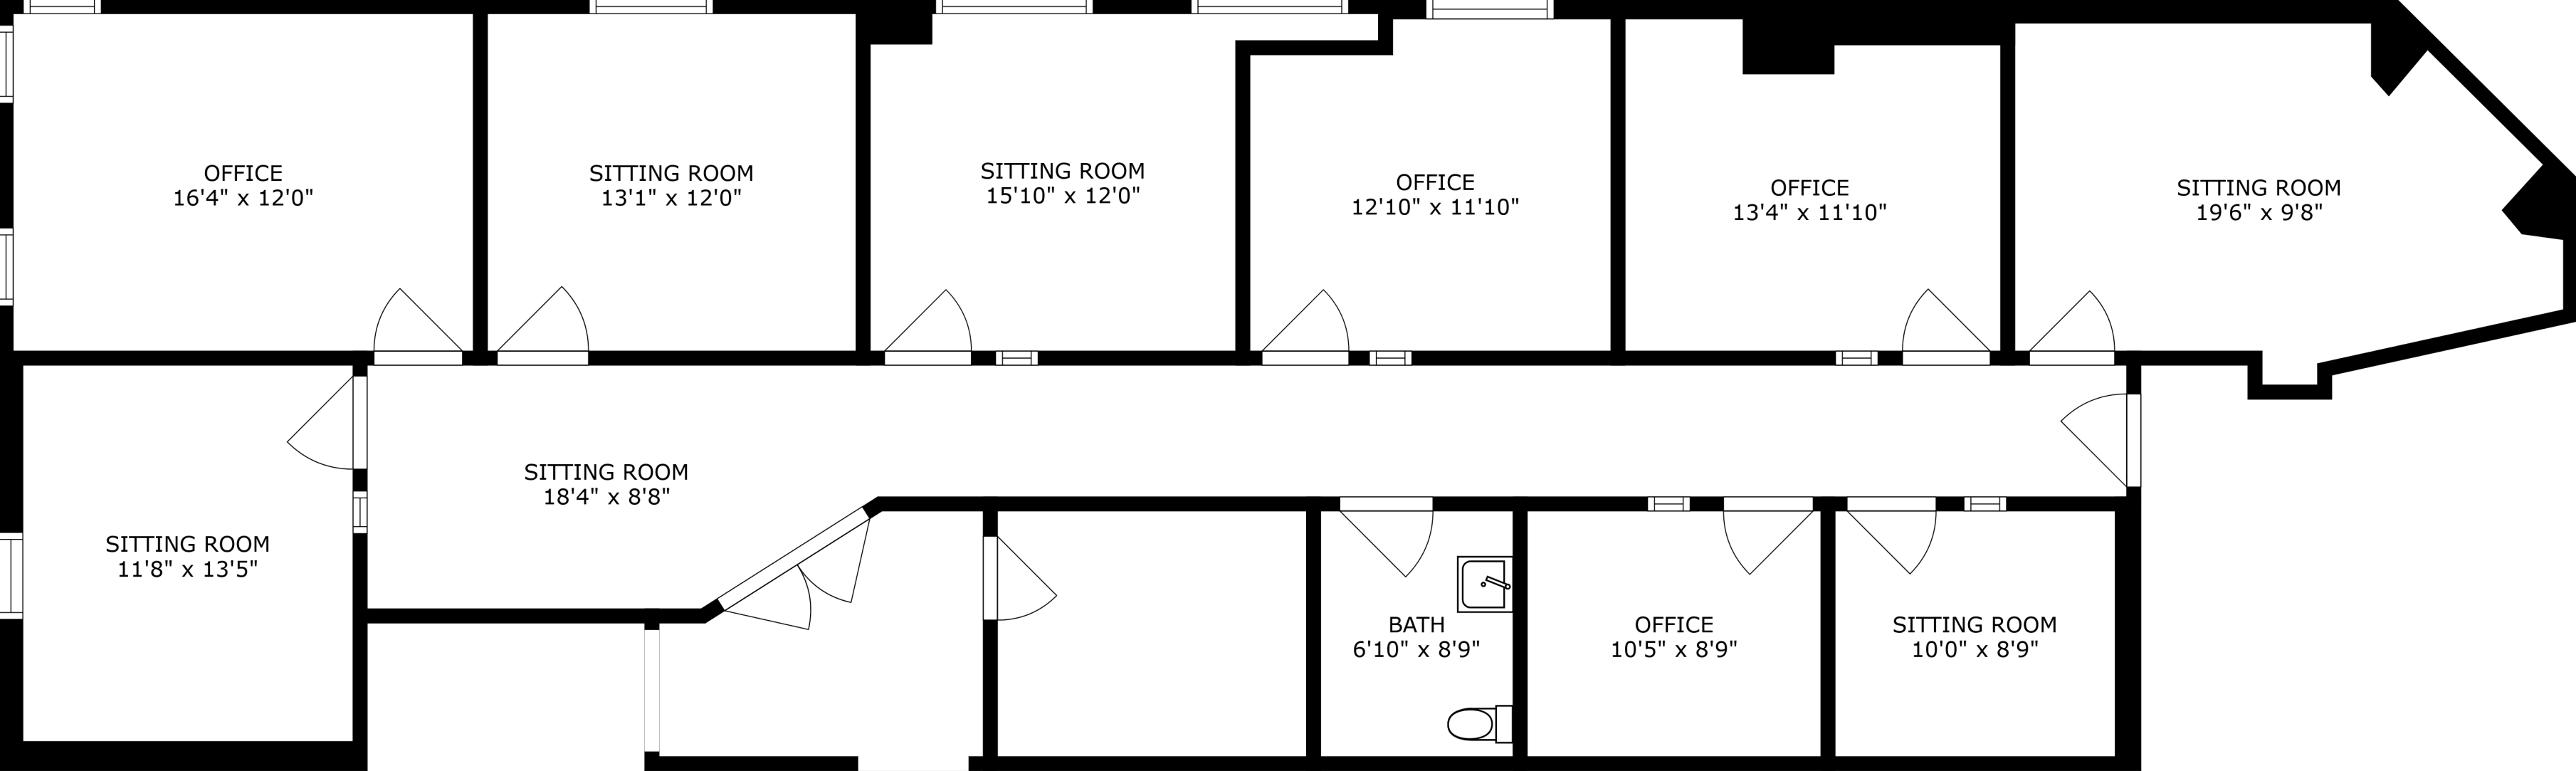 OFFICE
16'4" x 12'0"
SITTING ROOM
13'1" x 12'0"
SITTING ROOM
15'10" x 12'0"
OFFICE
12'10" x 11'10"
OFFICE
13'4" x 11'10"
SITTING ROOM
19'6" x 9'8"
SITTING ROOM
18'4" x 8'8"
SITTING ROOM
11'8" x 13'5"
BATH
6'10" x 8'9"
OFFICE
10'5" x 8'9"
SITTING ROOM
10'0" x 8'9"